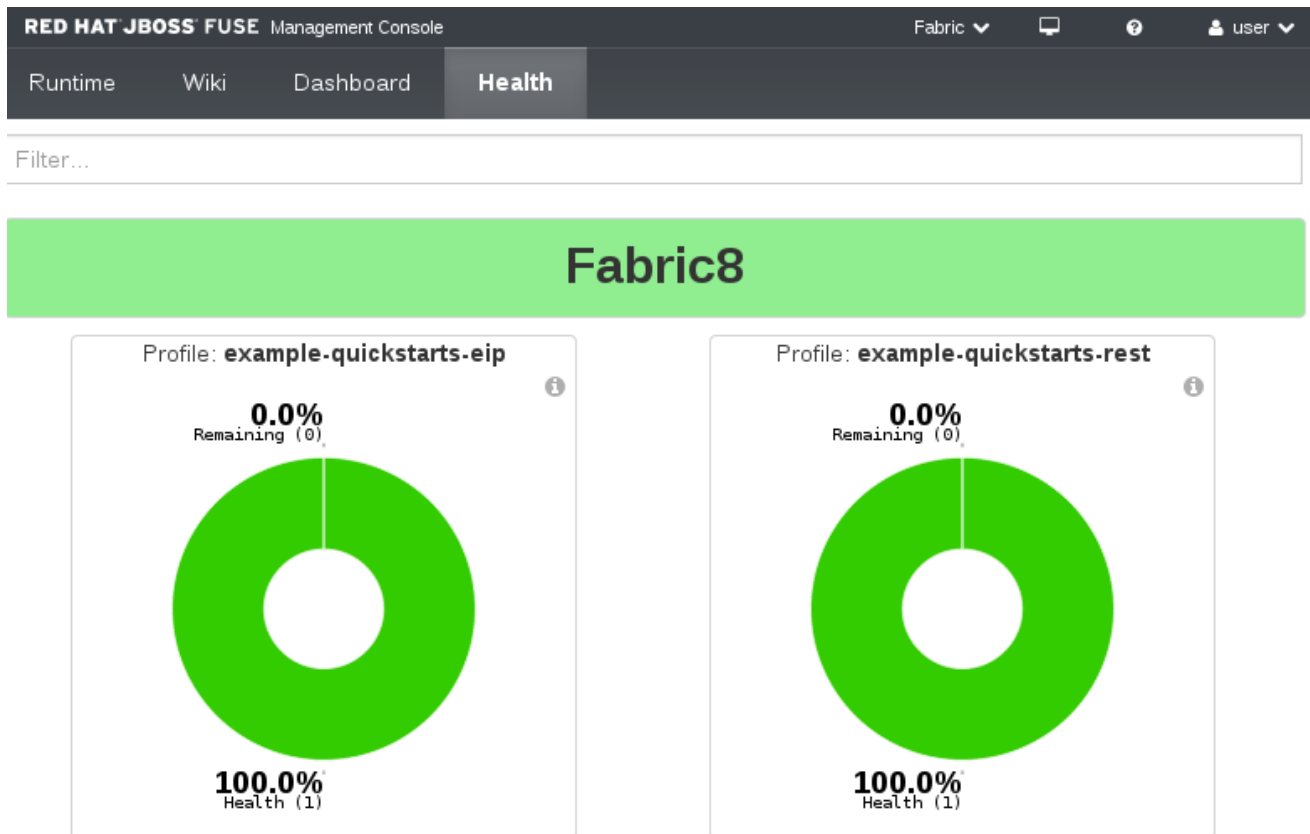 RED HAT JBOSS FUSE Management Console Fabric user
Runtime Wiki Dashboard Health
Filter...
Fabric8
Profile: example-quickstarts-eip
0.0%
Remaining (0)
100.0%
Health (1)
Profile: example-quickstarts-rest
0.0%
Remaining (0)
100.0%
Health (1)